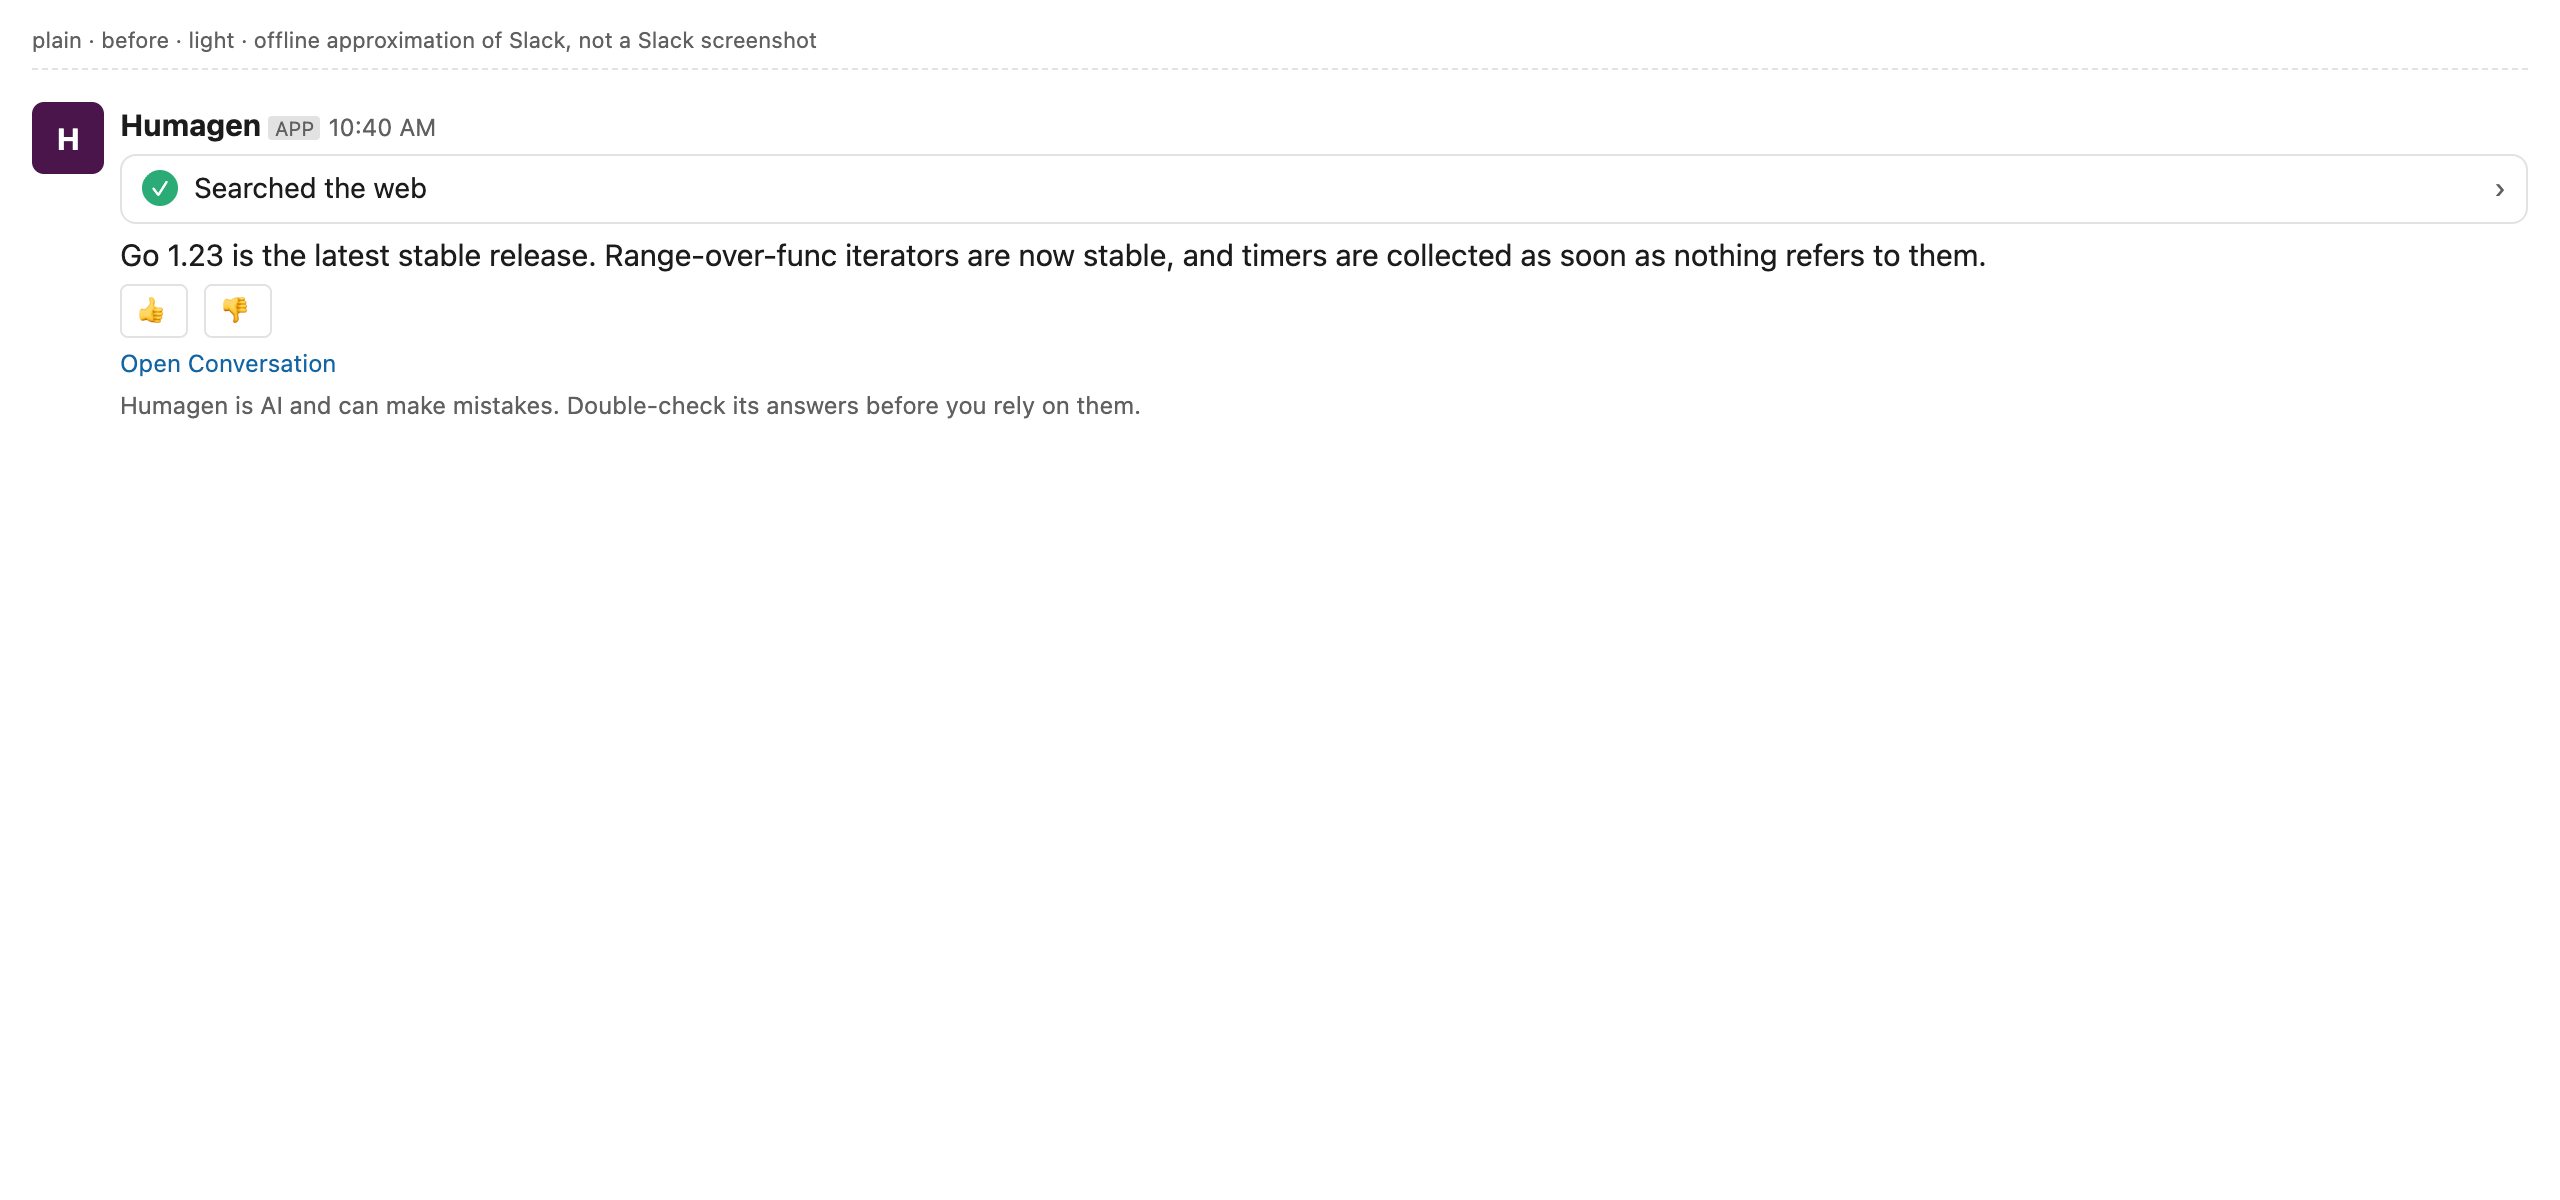 plain · before · light · offline approximation of Slack, not a Slack screenshot
H
Humagen APP 10:40 AM
Searched the web
Go 1.23 is the latest stable release. Range-over-func iterators are now stable, and timers are collected as soon as nothing refers to them.
Open Conversation
Humagen is AI and can make mistakes. Double-check its answers before you rely on them.